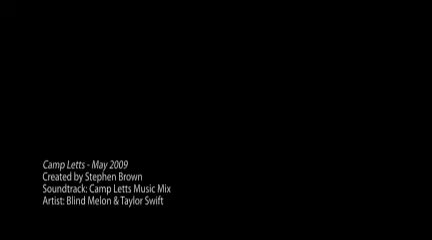 Camp Letts - May 2009
Created by Stephen Brown
Soundtrack: Camp Letts Music Mix
Artist: Blind Melon & Taylor Swift